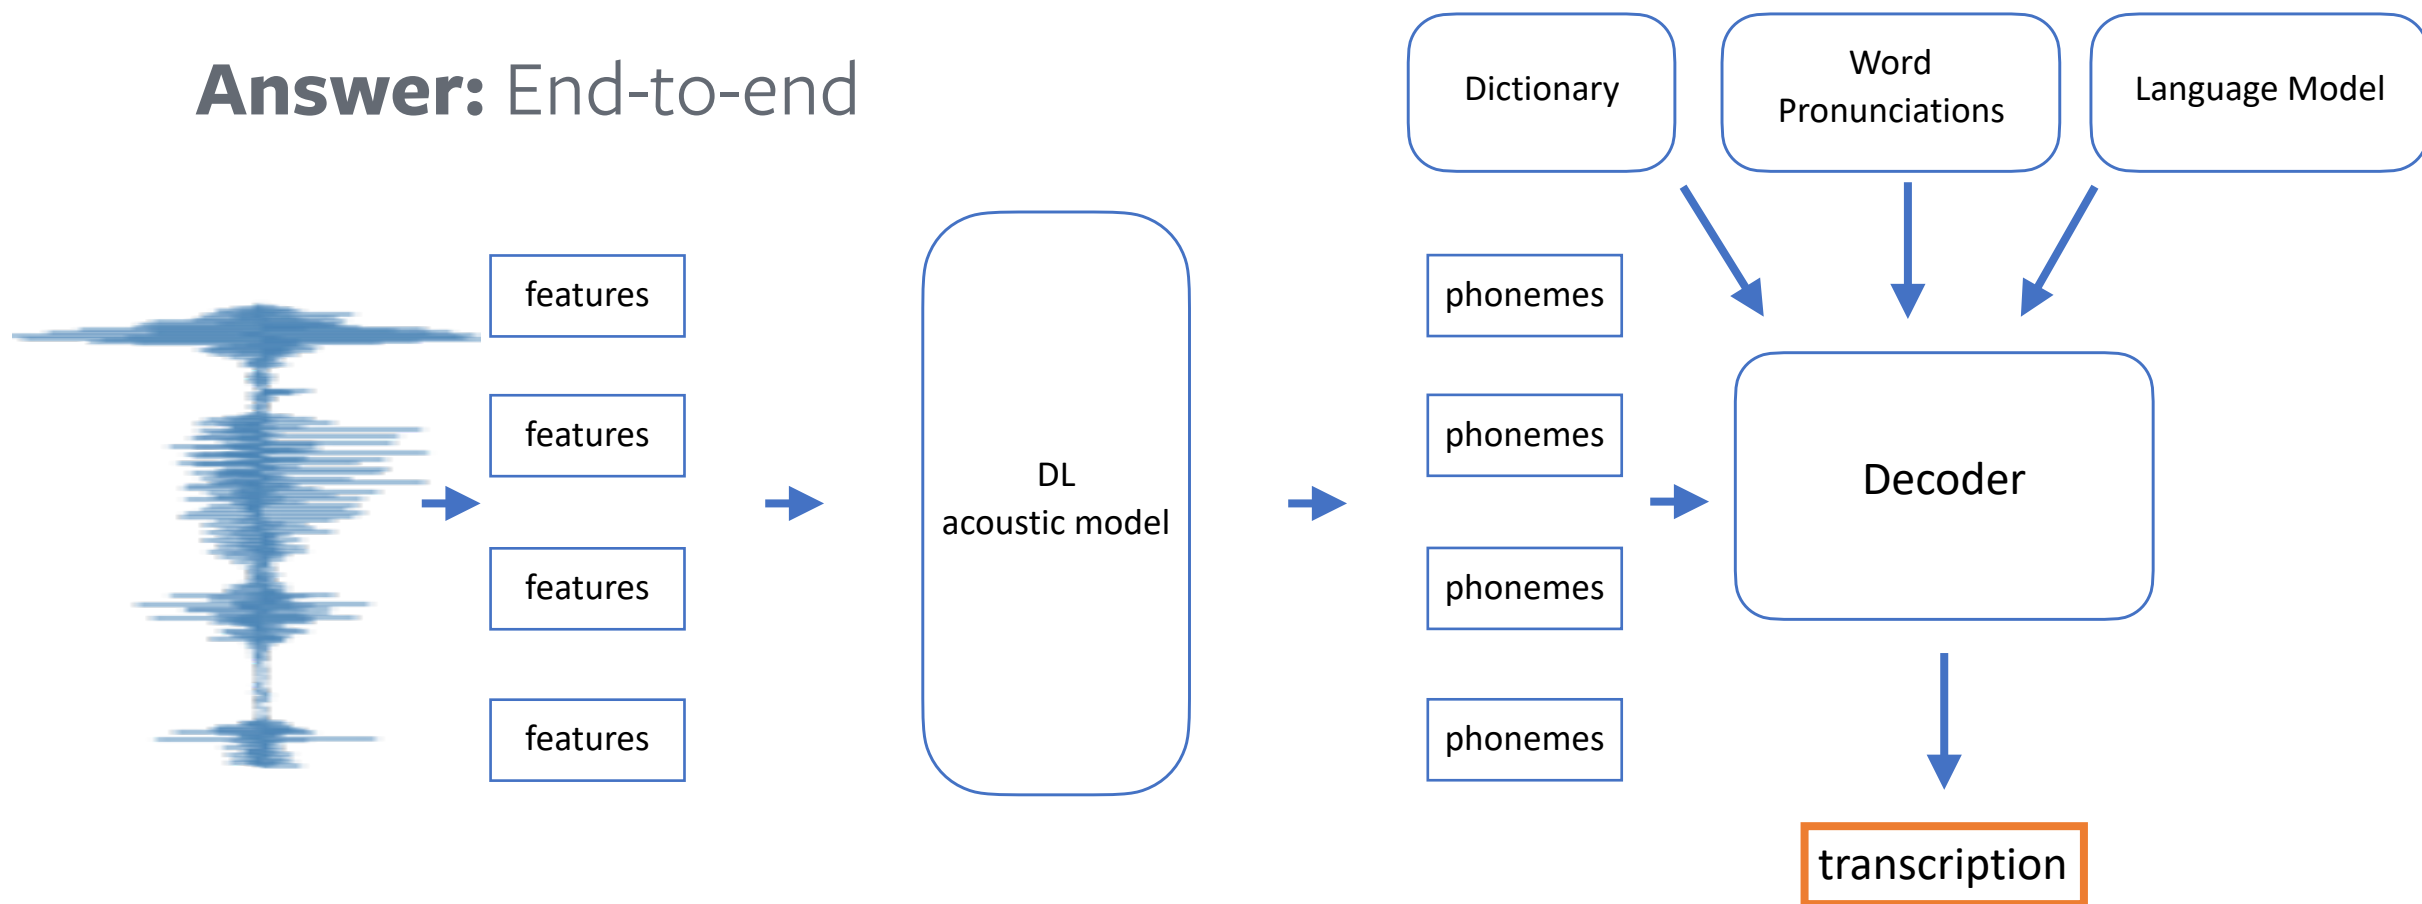 Answer: End-to-end
Dictionary
Word
Pronunciations
Language Model
features
features
features
features
DL
acoustic model
phonemes
phonemes
phonemes
phonemes
Decoder
transcription